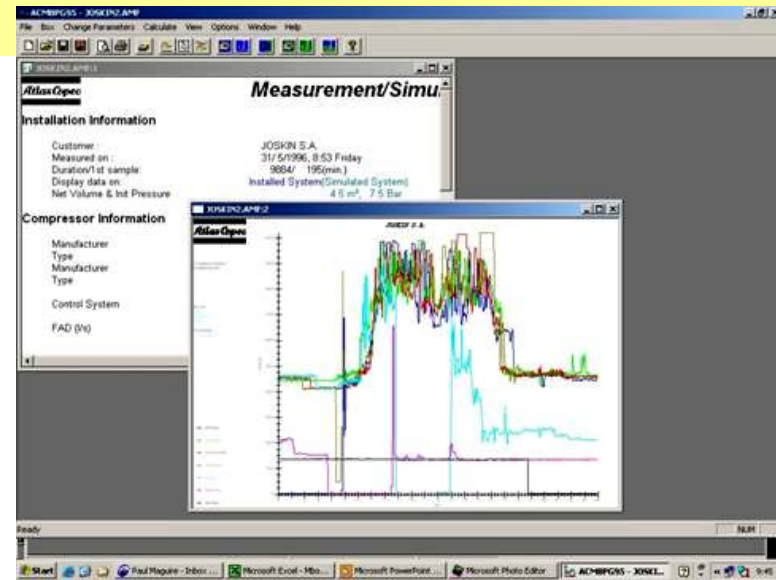 ACMBPG95 - JOSKIN2.AMP
File Box Change Parameters Calculate View Options Window Help
JOSKIN2.AMP:1
Atlas Copco
Measurement/Simu
Installation Information
Customer : JOSKIN S.A.
Measured on : 31/ 5/1996, 8:53 Friday
Duration/1st sample: 9884/ 195(min.)
Display data on: Installed System(Simulated System)
Net Volume & Init Pressure 4.6 m³, 7.5 Bar
Compressor Information
Manufacturer
Type
Manufacturer
Type
Control System
FAD (l/s)
JOSKIN2.AMP:2
Atlas Copco
JOSKIN S.A.
Ready
NUM
Start
Paul Maguire - Inbox ...
Microsoft Excel - Mbo...
Microsoft PowerPoint ...
Microsoft Photo Editor
ACMBPG95 - JOSKI...
9:45